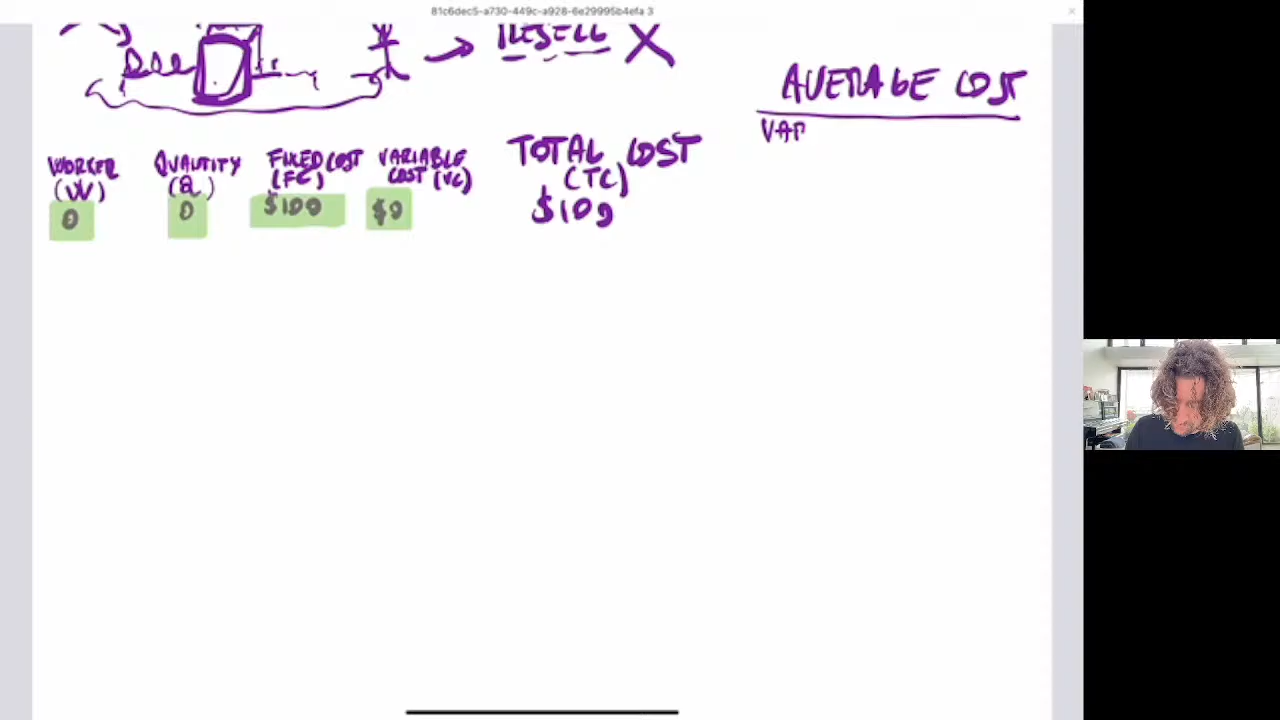 81c6dec5-a730-449c-a928-6e29995b4efa 3
RESELL X
AVERAGE COST
VAR
WORKER (W)
QUANTITY (Q)
FIXED COST (FC)
VARIABLE COST (VC)
TOTAL COST (TC)
0
0
$100
$0
$100